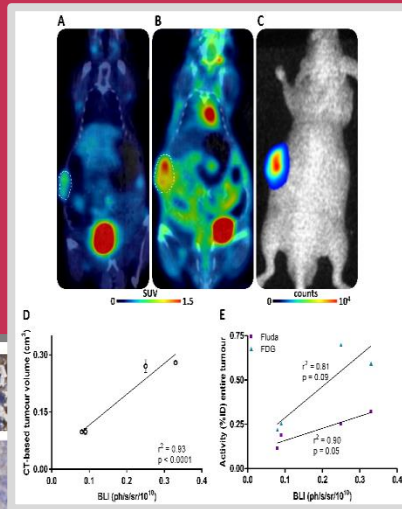 A
B
C
SUV
0
1.5
counts
0
10⁴
D
CT-based tumour volume (cm³)
0.30
0.15
0.00
0.0
0.1
0.2
0.3
0.4
BLI (ph/s/sr/10¹⁰)
r² = 0.93
p < 0.0001
E
Fluda
FDG
Activity (%ID) entire tumour
0.75
0.50
0.25
0.00
0.0
0.1
0.2
0.3
0.4
BLI (ph/s/sr/10¹⁰)
r² = 0.81
p = 0.09
r² = 0.90
p = 0.05